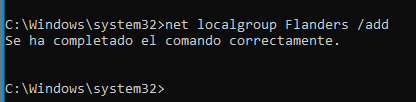 C:\Windows\system32>net localgroup Flanders /add
Se ha completado el comando correctamente.
C:\Windows\system32>